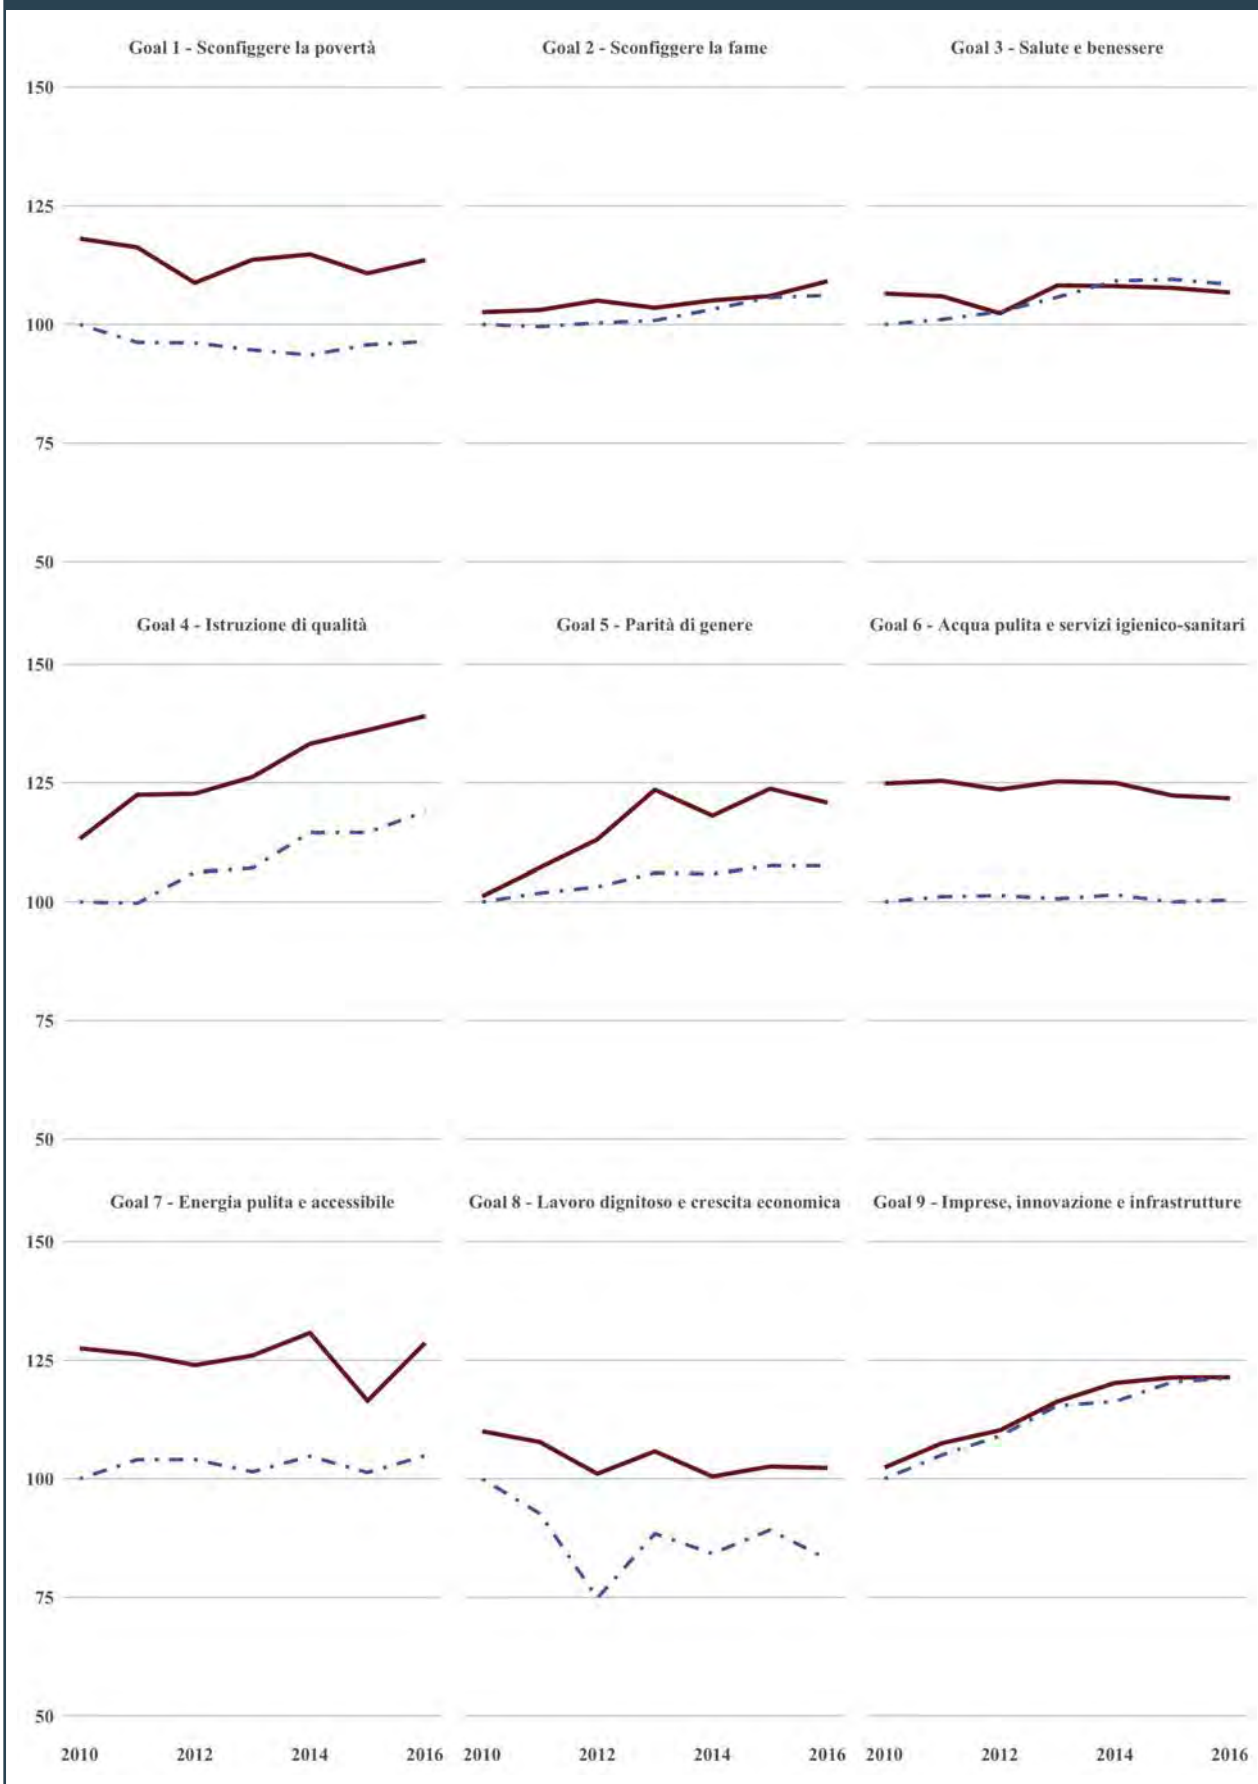 Goal 1 - Sconfiggere la povertà
Goal 2 - Sconfiggere la fame
Goal 3 - Salute e benessere
150
125
100
75
50
Goal 4 - Istruzione di qualità
Goal 5 - Parità di genere
Goal 6 - Acqua pulita e servizi igienico-sanitari
150
125
100
75
50
Goal 7 - Energia pulita e accessibile
Goal 8 - Lavoro dignitoso e crescita economica
Goal 9 - Imprese, innovazione e infrastrutture
150
125
100
75
50
2010 2012 2014 2016
2010 2012 2014 2016
2010 2012 2014 2016